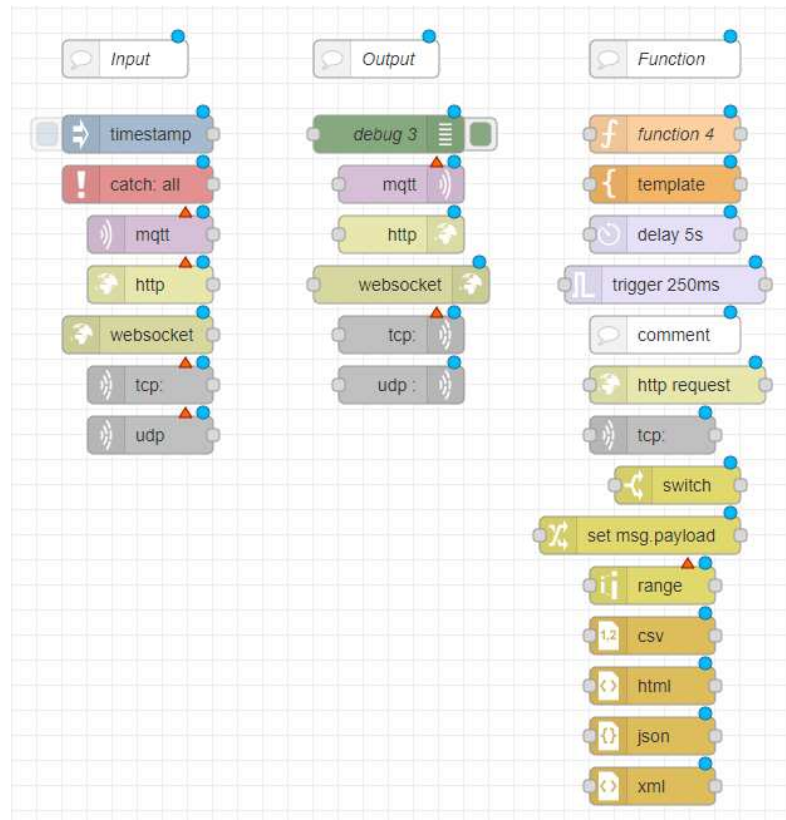 Input
timestamp
catch: all
mqtt
http
websocket
tcp:
udp
Output
debug 3
mqtt
http
websocket
tcp:
udp :
Function
function 4
template
delay 5s
trigger 250ms
comment
http request
tcp:
switch
set msg.payload
range
1,2 csv
html
json
xml